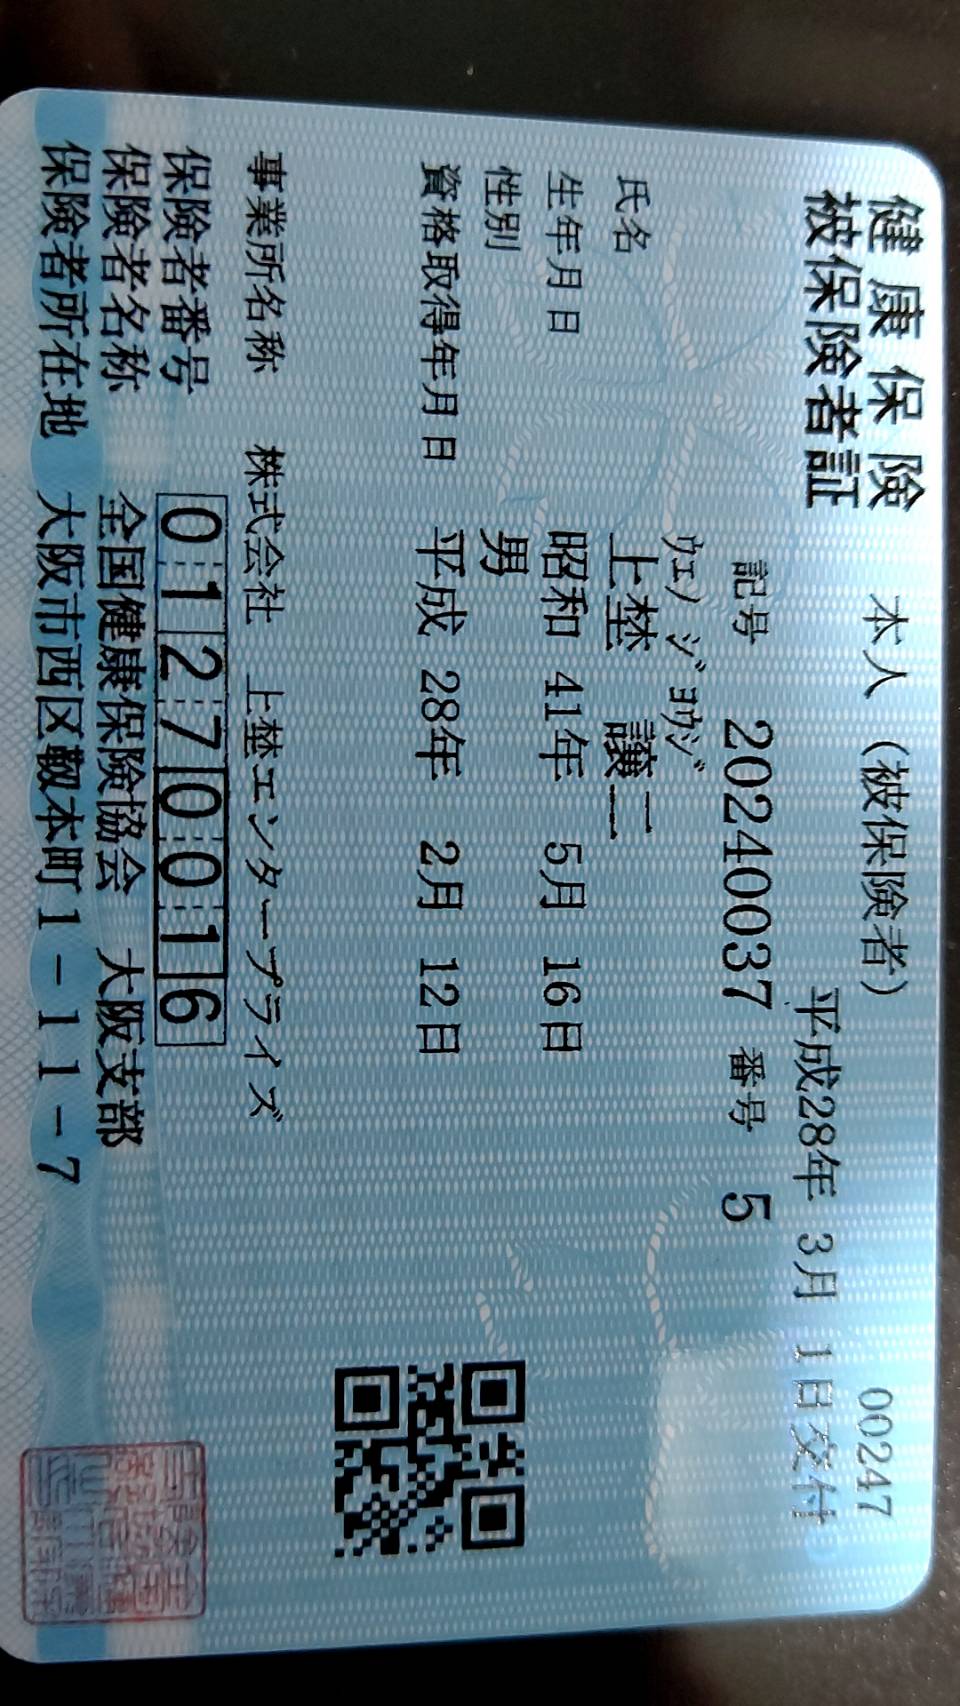 健康保険
被保険者証
本人（被保険者）
00247
平成28年 3月 1日交付
記号 20240037 番号 5
ｳｴﾉ ｼﾞﾖｳｼﾞ
氏名 上埜 譲二
生年月日 昭和 41年 5月 16日
性別 男
資格取得年月日 平成 28年 2月 12日
事業所名称 株式会社 上埜エンタープライズ
保険者番号 01270016
保険者名称 全国健康保険協会 大阪支部
保険者所在地 大阪市西区靱本町1-11-7